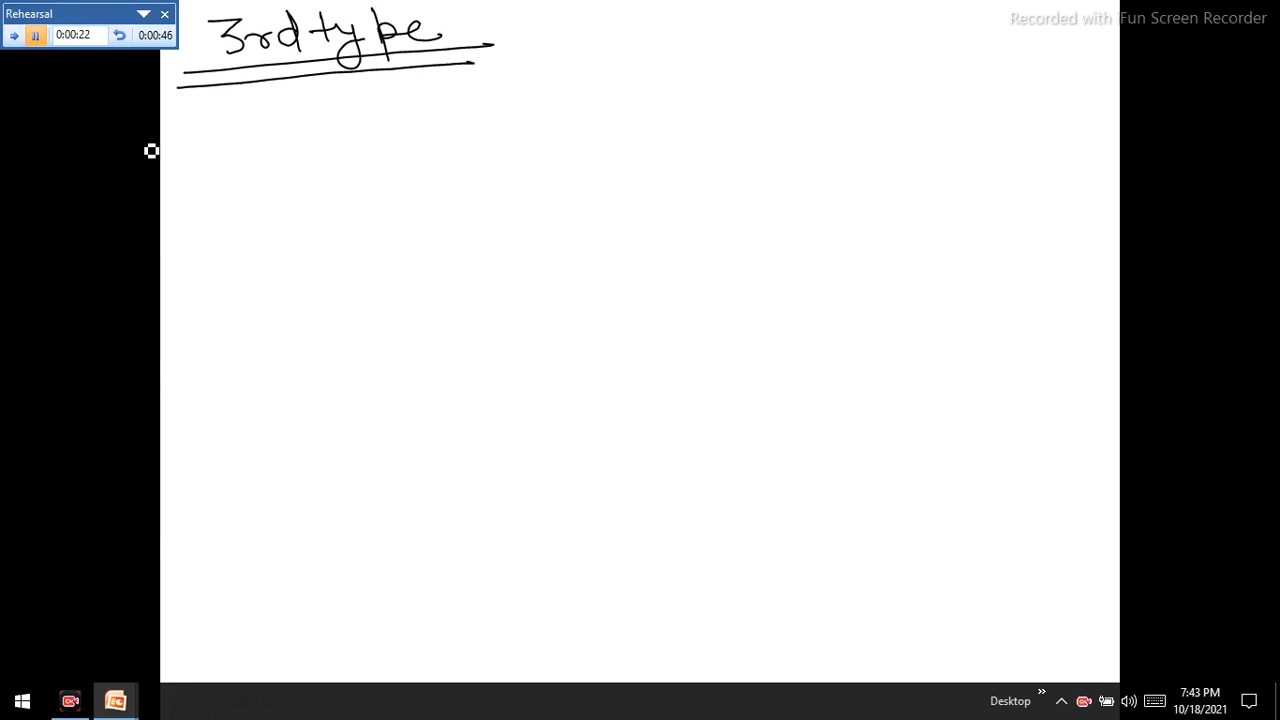 Rehearsal
0:00:22
0:00:46
3rd type
Recorded with iFun Screen Recorder
Desktop
7:43 PM
10/18/2021